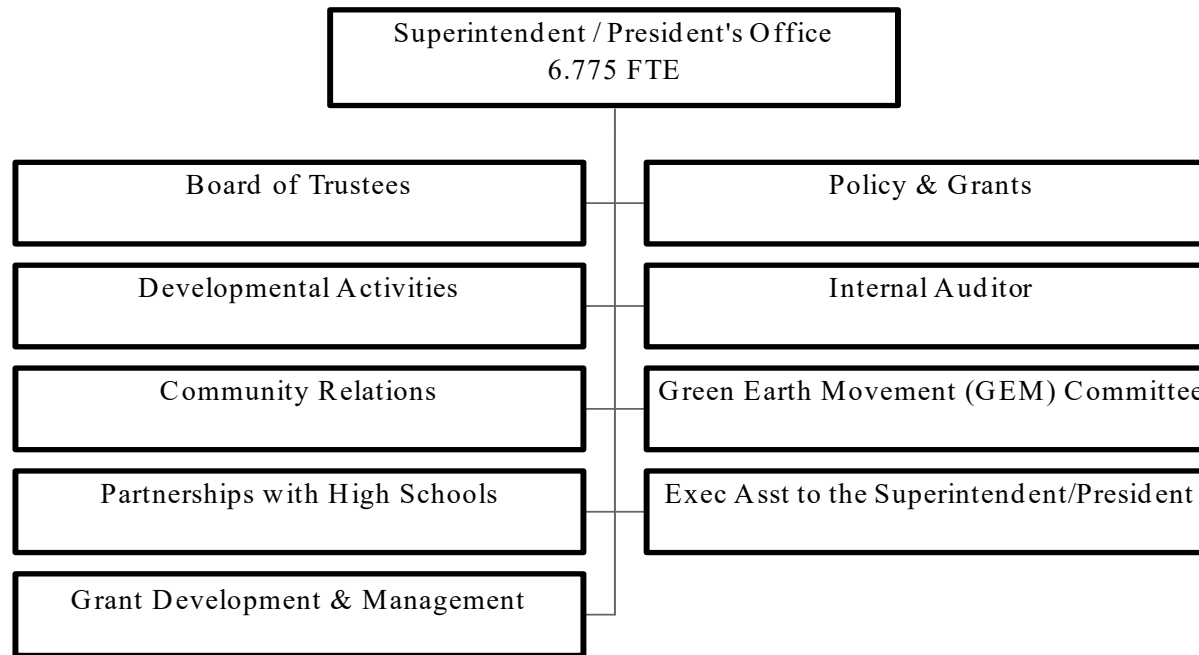 Superintendent / President's Office
6.775 FTE
Board of Trustees
Policy & Grants
Developmental Activities
Internal Auditor
Community Relations
Green Earth Movement (GEM) Committee
Partnerships with High Schools
Exec Asst to the Superintendent/President
Grant Development & Management